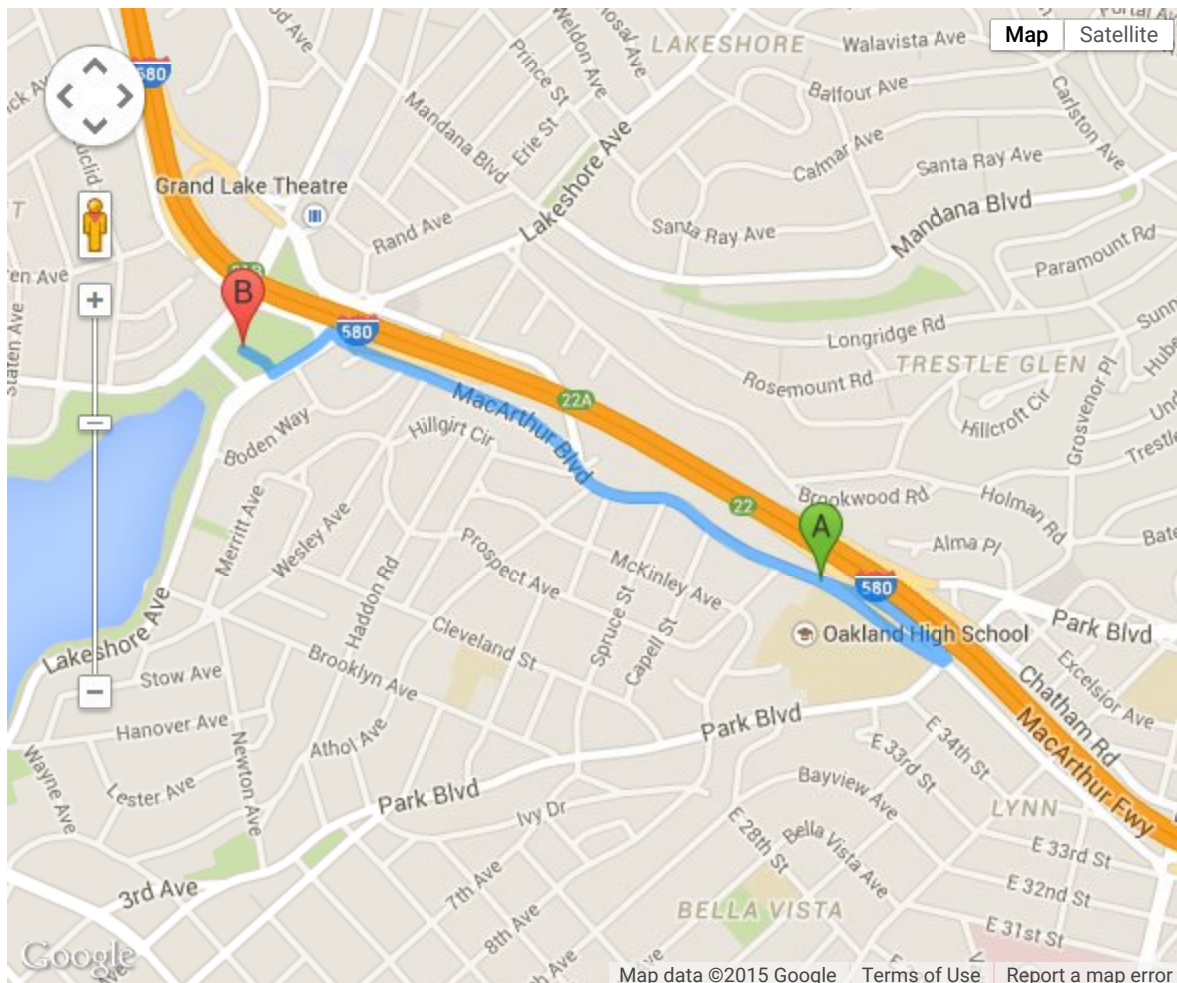 Map
Satellite
LAKESHORE
Walavista Ave
Portal Av
580
Prince St
Weldon Ave
Balfour Ave
Carlston Ave
Mandana Blvd
Erie St
Calmar Ave
Santa Ray Ave
Grand Lake Theatre
Lakeshore Ave
Rand Ave
Santa Ray Ave
Mandana Blvd
Paramount Rd
B
580
Longridge Rd
TRESTLE GLEN
Staten Ave
Rosemount Rd
Grosvenor Pl
22A
MacArthur Blvd
Hillcroft Cir
Boden Way
Hillgirt Cir
22
Brookwood Rd
Holman Rd
A
Merritt Ave
Wesley Ave
Alma Pl
Prospect Ave
McKinley Ave
580
Haddon Rd
Spruce St
Capell St
Oakland High School
Park Blvd
Cleveland St
Lakeshore Ave
Brooklyn Ave
Stow Ave
Excelsior Ave
Chatham Rd
Hanover Ave
Park Blvd
Athol Ave
E 34th St
E 33rd St
MacArthur Fwy
Wayne Ave
Newton Ave
Lester Ave
Park Blvd
Bayview Ave
Ivy Dr
LYNN
E 28th St
Bella Vista Ave
E 33rd St
3rd Ave
7th Ave
E 32nd St
BELLA VISTA
8th Ave
E 31st St
Google
Map data ©2015 Google
Terms of Use
Report a map error